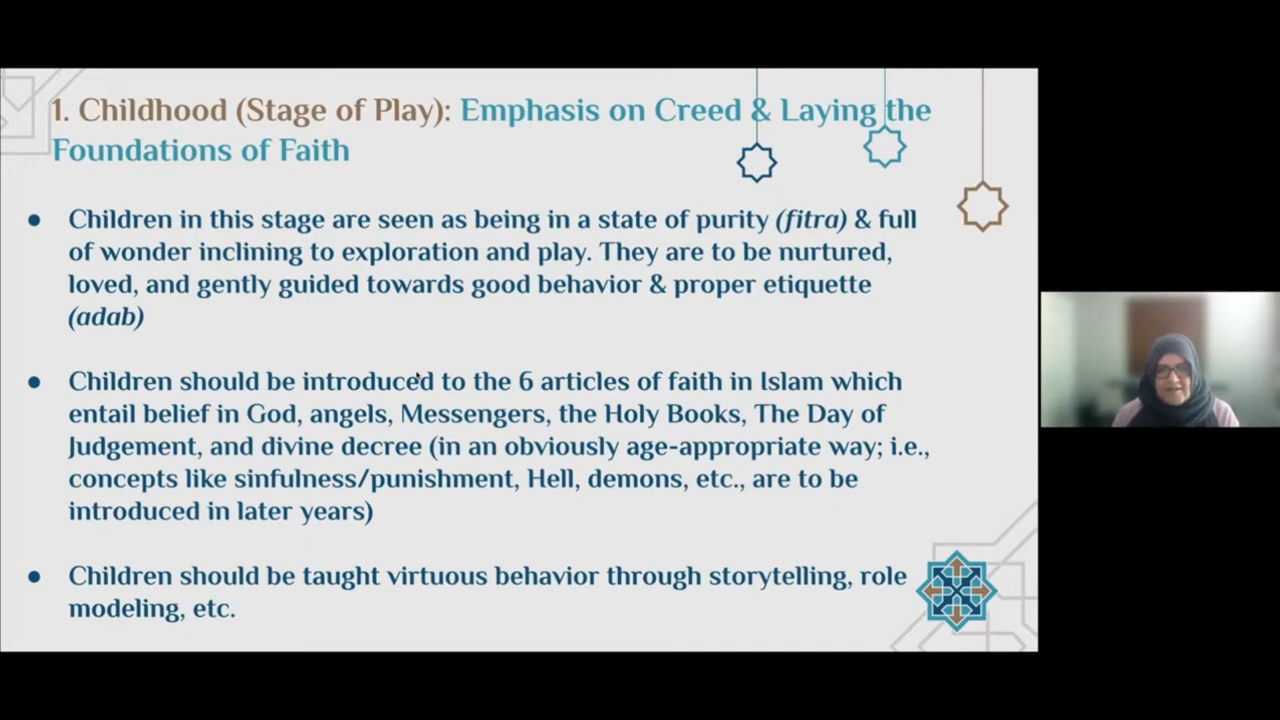 1. Childhood (Stage of Play): Emphasis on Creed & Laying the
Foundations of Faith
● Children in this stage are seen as being in a state of purity (fitra) & full
of wonder inclining to exploration and play. They are to be nurtured,
loved, and gently guided towards good behavior & proper etiquette
(adab)
● Children should be introduced to the 6 articles of faith in Islam which
entail belief in God, angels, Messengers, the Holy Books, The Day of
Judgement, and divine decree (in an obviously age-appropriate way; i.e.,
concepts like sinfulness/punishment, Hell, demons, etc., are to be
introduced in later years)
● Children should be taught virtuous behavior through storytelling, role
modeling, etc.